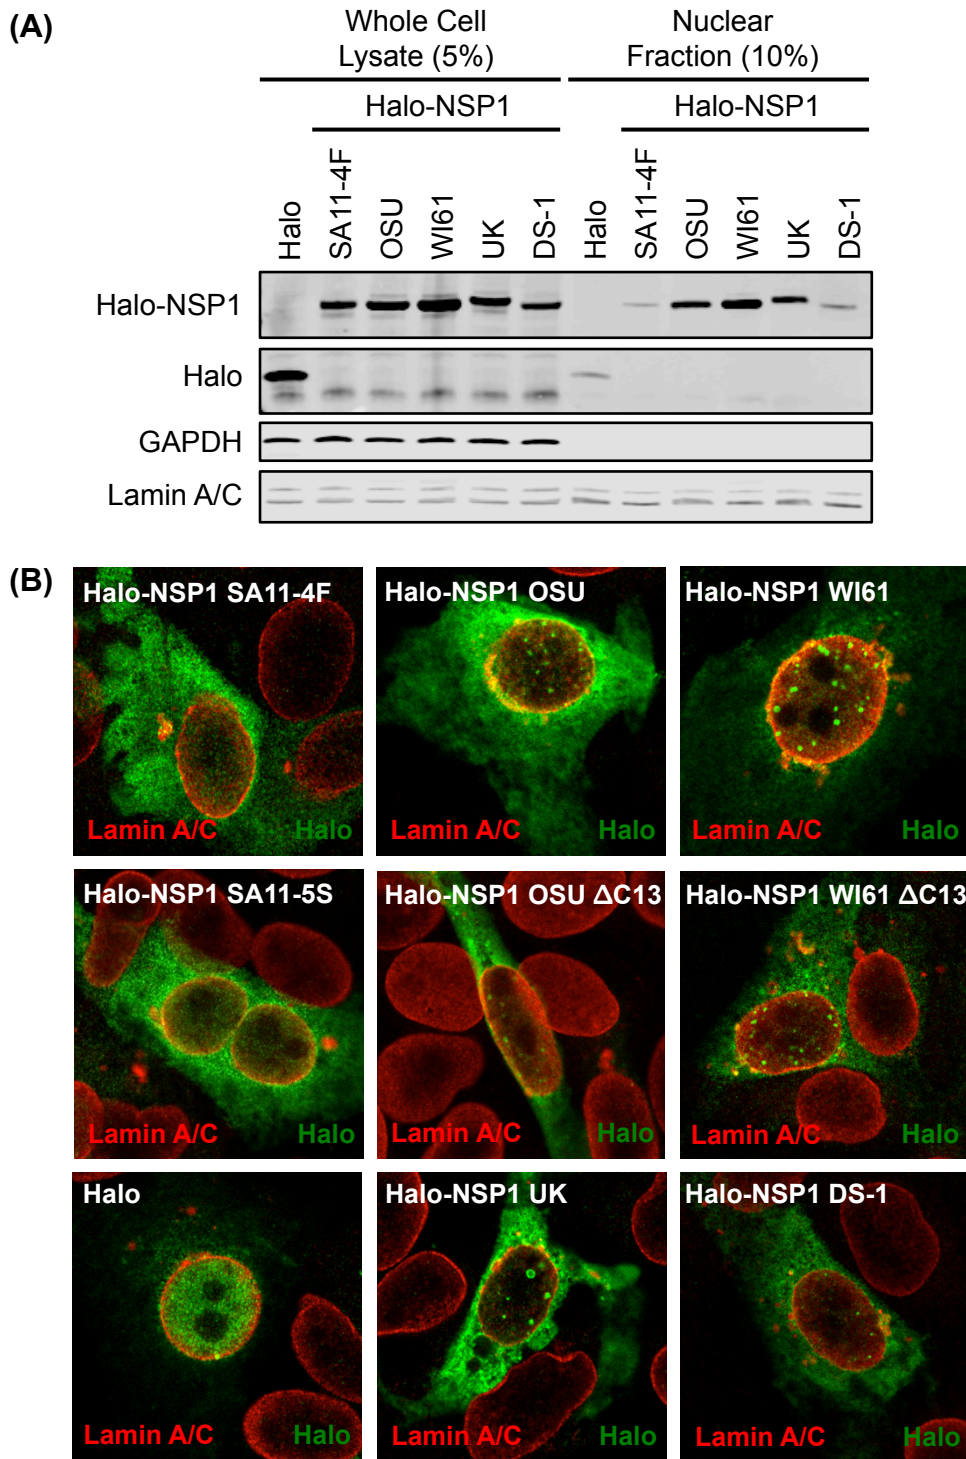 (A)
Whole Cell
Lysate (5%)
Nuclear
Fraction (10%)
Halo-NSP1
Halo-NSP1
Halo
SA11-4F
OSU
WI61
UK
DS-1
Halo
SA11-4F
OSU
WI61
UK
DS-1
Halo-NSP1
Halo
GAPDH
Lamin A/C
(B)
Halo-NSP1 SA11-4F
Lamin A/C
Halo
Halo-NSP1 OSU
Lamin A/C
Halo
Halo-NSP1 WI61
Lamin A/C
Halo
Halo-NSP1 SA11-5S
Lamin A/C
Halo
Halo-NSP1 OSU ΔC13
Lamin A/C
Halo
Halo-NSP1 WI61 ΔC13
Lamin A/C
Halo
Halo
Lamin A/C
Halo
Halo-NSP1 UK
Lamin A/C
Halo
Halo-NSP1 DS-1
Lamin A/C
Halo